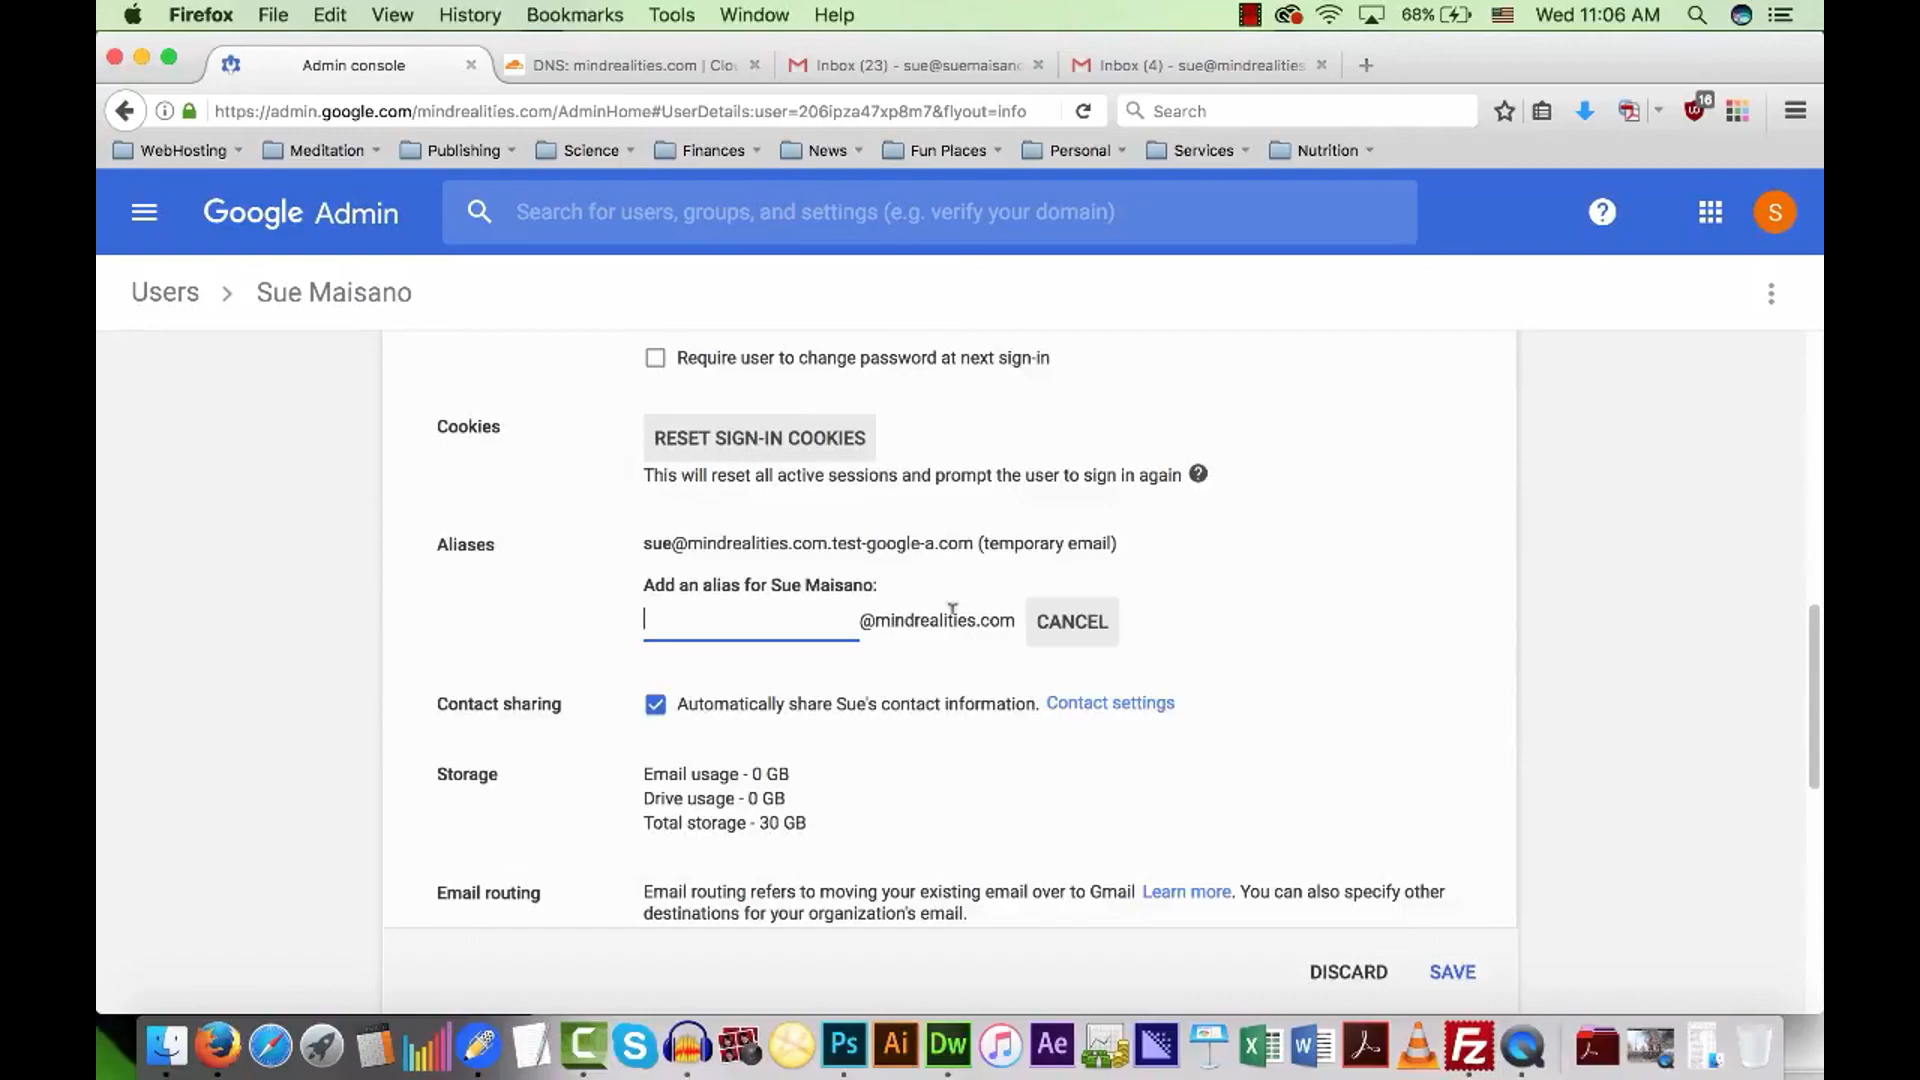 Firefox File Edit View History Bookmarks Tools Window Help 68% Wed 11:06 AM
Admin console DNS: mindrealities.com | Clo Inbox (23) - sue@suemaisano Inbox (4) - sue@mindrealities
https://admin.google.com/mindrealities.com/AdminHome#UserDetails:user=206ipza47xp8m7&flyout=info Search 16
WebHosting Meditation Publishing Science Finances News Fun Places Personal Services Nutrition
Google Admin Search for users, groups, and settings (e.g. verify your domain) ? S
Users > Sue Maisano
Require user to change password at next sign-in
Cookies RESET SIGN-IN COOKIES
This will reset all active sessions and prompt the user to sign in again ?
Aliases sue@mindrealities.com.test-google-a.com (temporary email)
Add an alias for Sue Maisano:
@mindrealities.com CANCEL
Contact sharing Automatically share Sue's contact information. Contact settings
Storage Email usage - 0 GB
Drive usage - 0 GB
Total storage - 30 GB
Email routing Email routing refers to moving your existing email over to Gmail Learn more. You can also specify other
destinations for your organization's email.
DISCARD SAVE
C S Ps Ai Dw Ae X W Fz